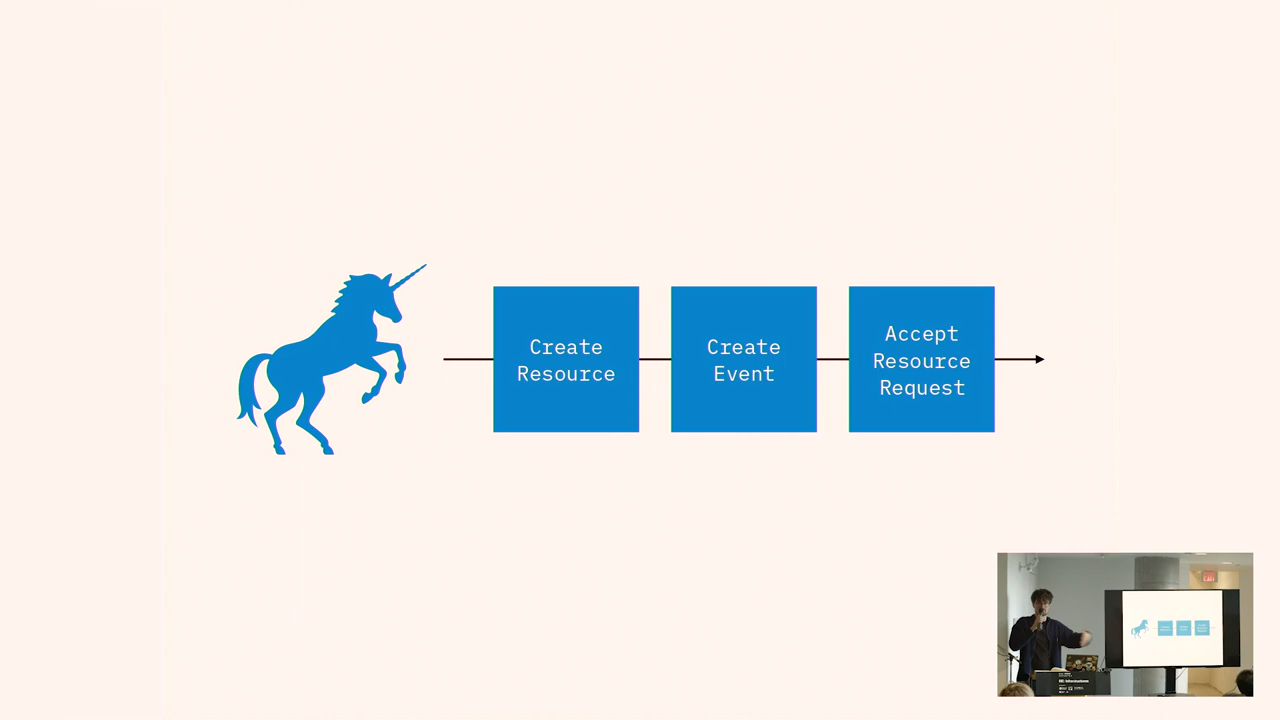 Create
Resource
Create
Event
Accept
Resource
Request